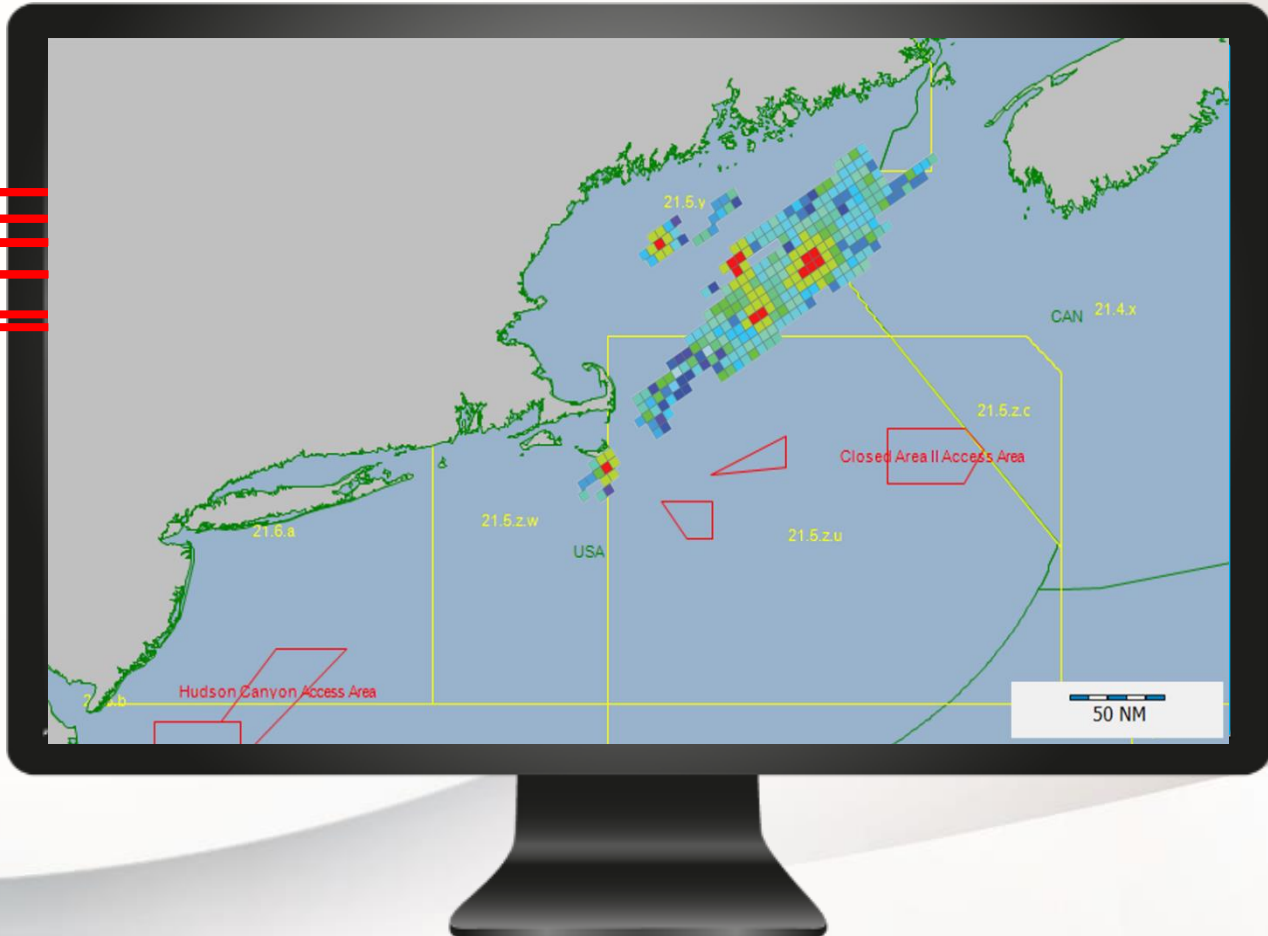 21.5.y
CAN 21.4.x
21.5.z.c
Closed Area II Access Area
21.5.z.w
21.6.a
21.5.z.u
USA
Hudson Canyon Access Area
50 NM